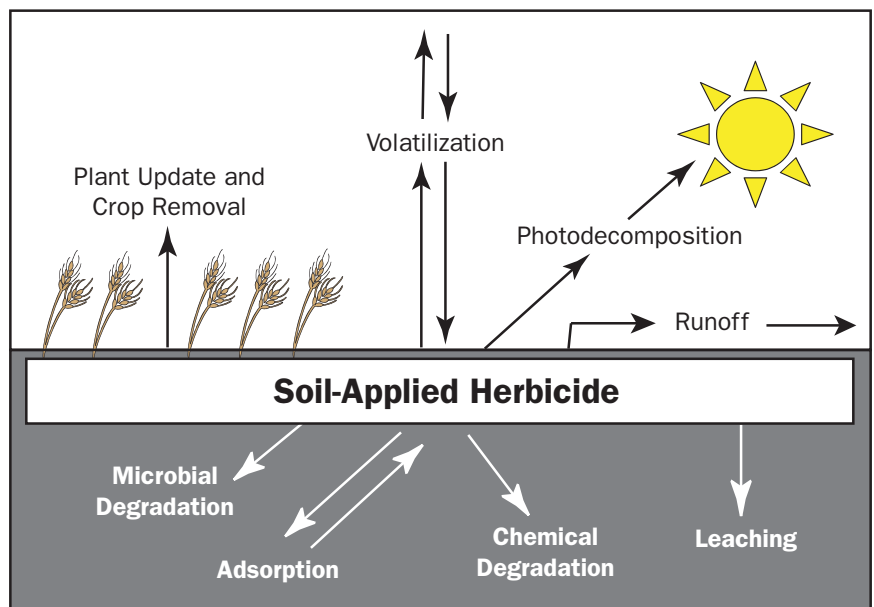 Volatilization
Plant Update and
Crop Removal
Photodecomposition
Runoff
Soil-Applied Herbicide
Microbial
Degradation
Adsorption
Chemical
Degradation
Leaching